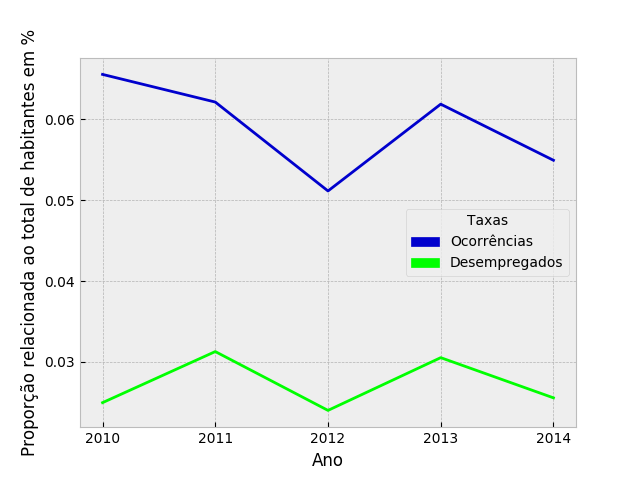 Proporção relacionada ao total de habitantes em %
0.06
0.05
0.04
0.03
Taxas
Ocorrências
Desempregados
2010 2011 2012 2013 2014
Ano